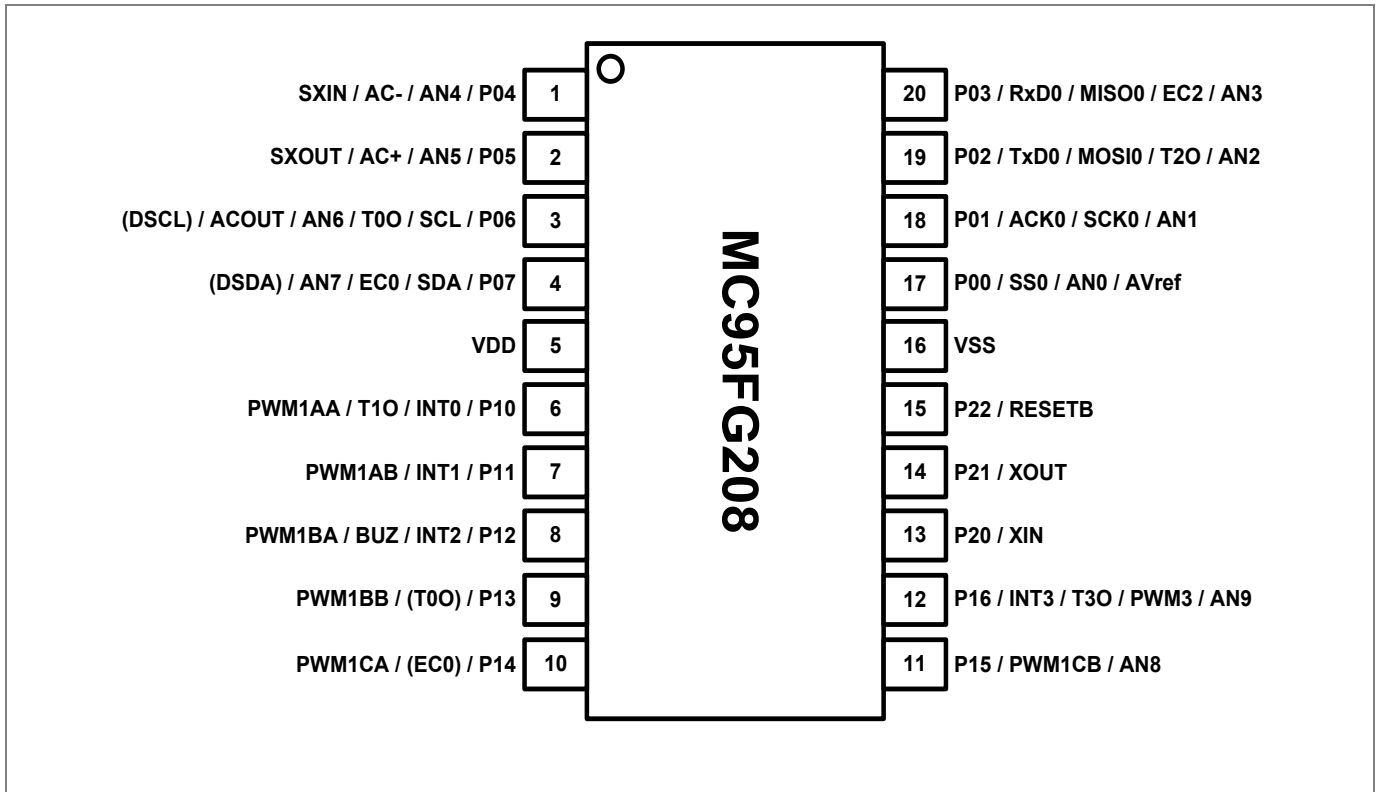 SXIN / AC- / AN4 / P04 1
SXOUT / AC+ / AN5 / P05 2
(DSCL) / ACOUT / AN6 / T0O / SCL / P06 3
(DSDA) / AN7 / EC0 / SDA / P07 4
VDD 5
PWM1AA / T1O / INT0 / P10 6
PWM1AB / INT1 / P11 7
PWM1BA / BUZ / INT2 / P12 8
PWM1BB / (T0O) / P13 9
PWM1CA / (EC0) / P14 10
MC95FG208
20 P03 / RxD0 / MISO0 / EC2 / AN3
19 P02 / TxD0 / MOSI0 / T2O / AN2
18 P01 / ACK0 / SCK0 / AN1
17 P00 / SS0 / AN0 / AVref
16 VSS
15 P22 / RESETB
14 P21 / XOUT
13 P20 / XIN
12 P16 / INT3 / T3O / PWM3 / AN9
11 P15 / PWM1CB / AN8